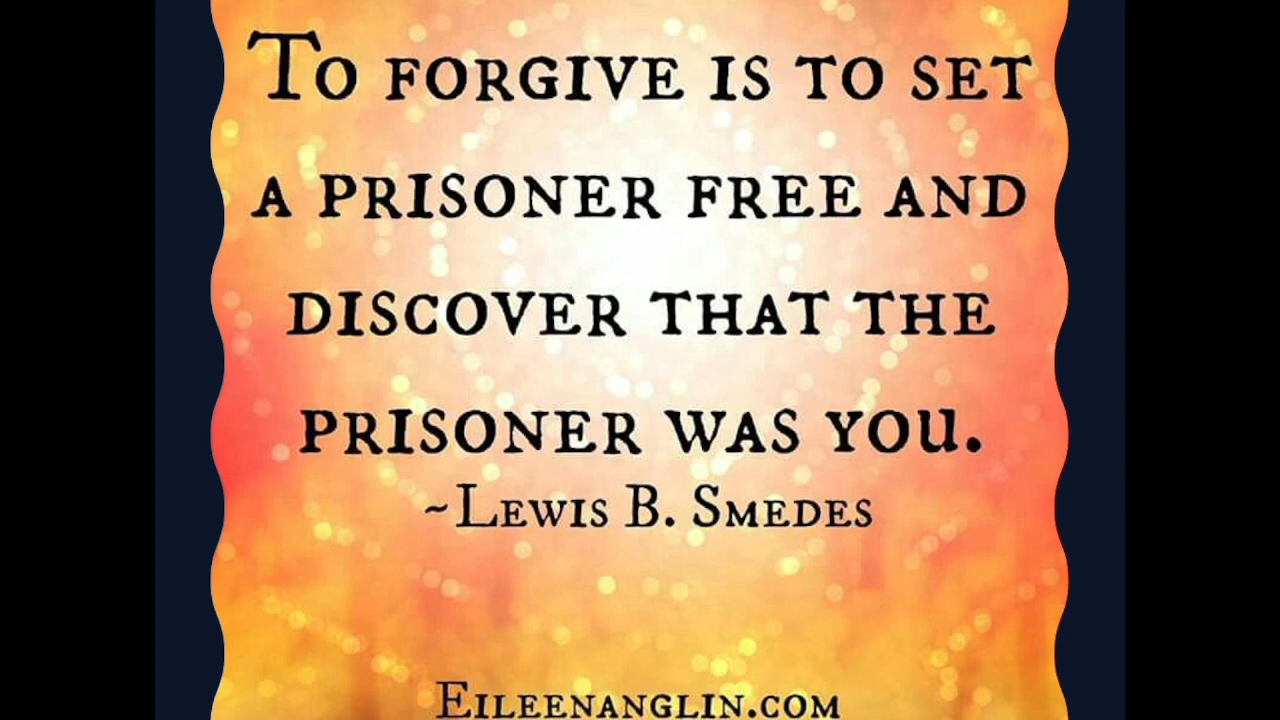 To forgive is to set
a prisoner free and
discover that the
prisoner was you.
~Lewis B. Smedes
Eileenanglin.com